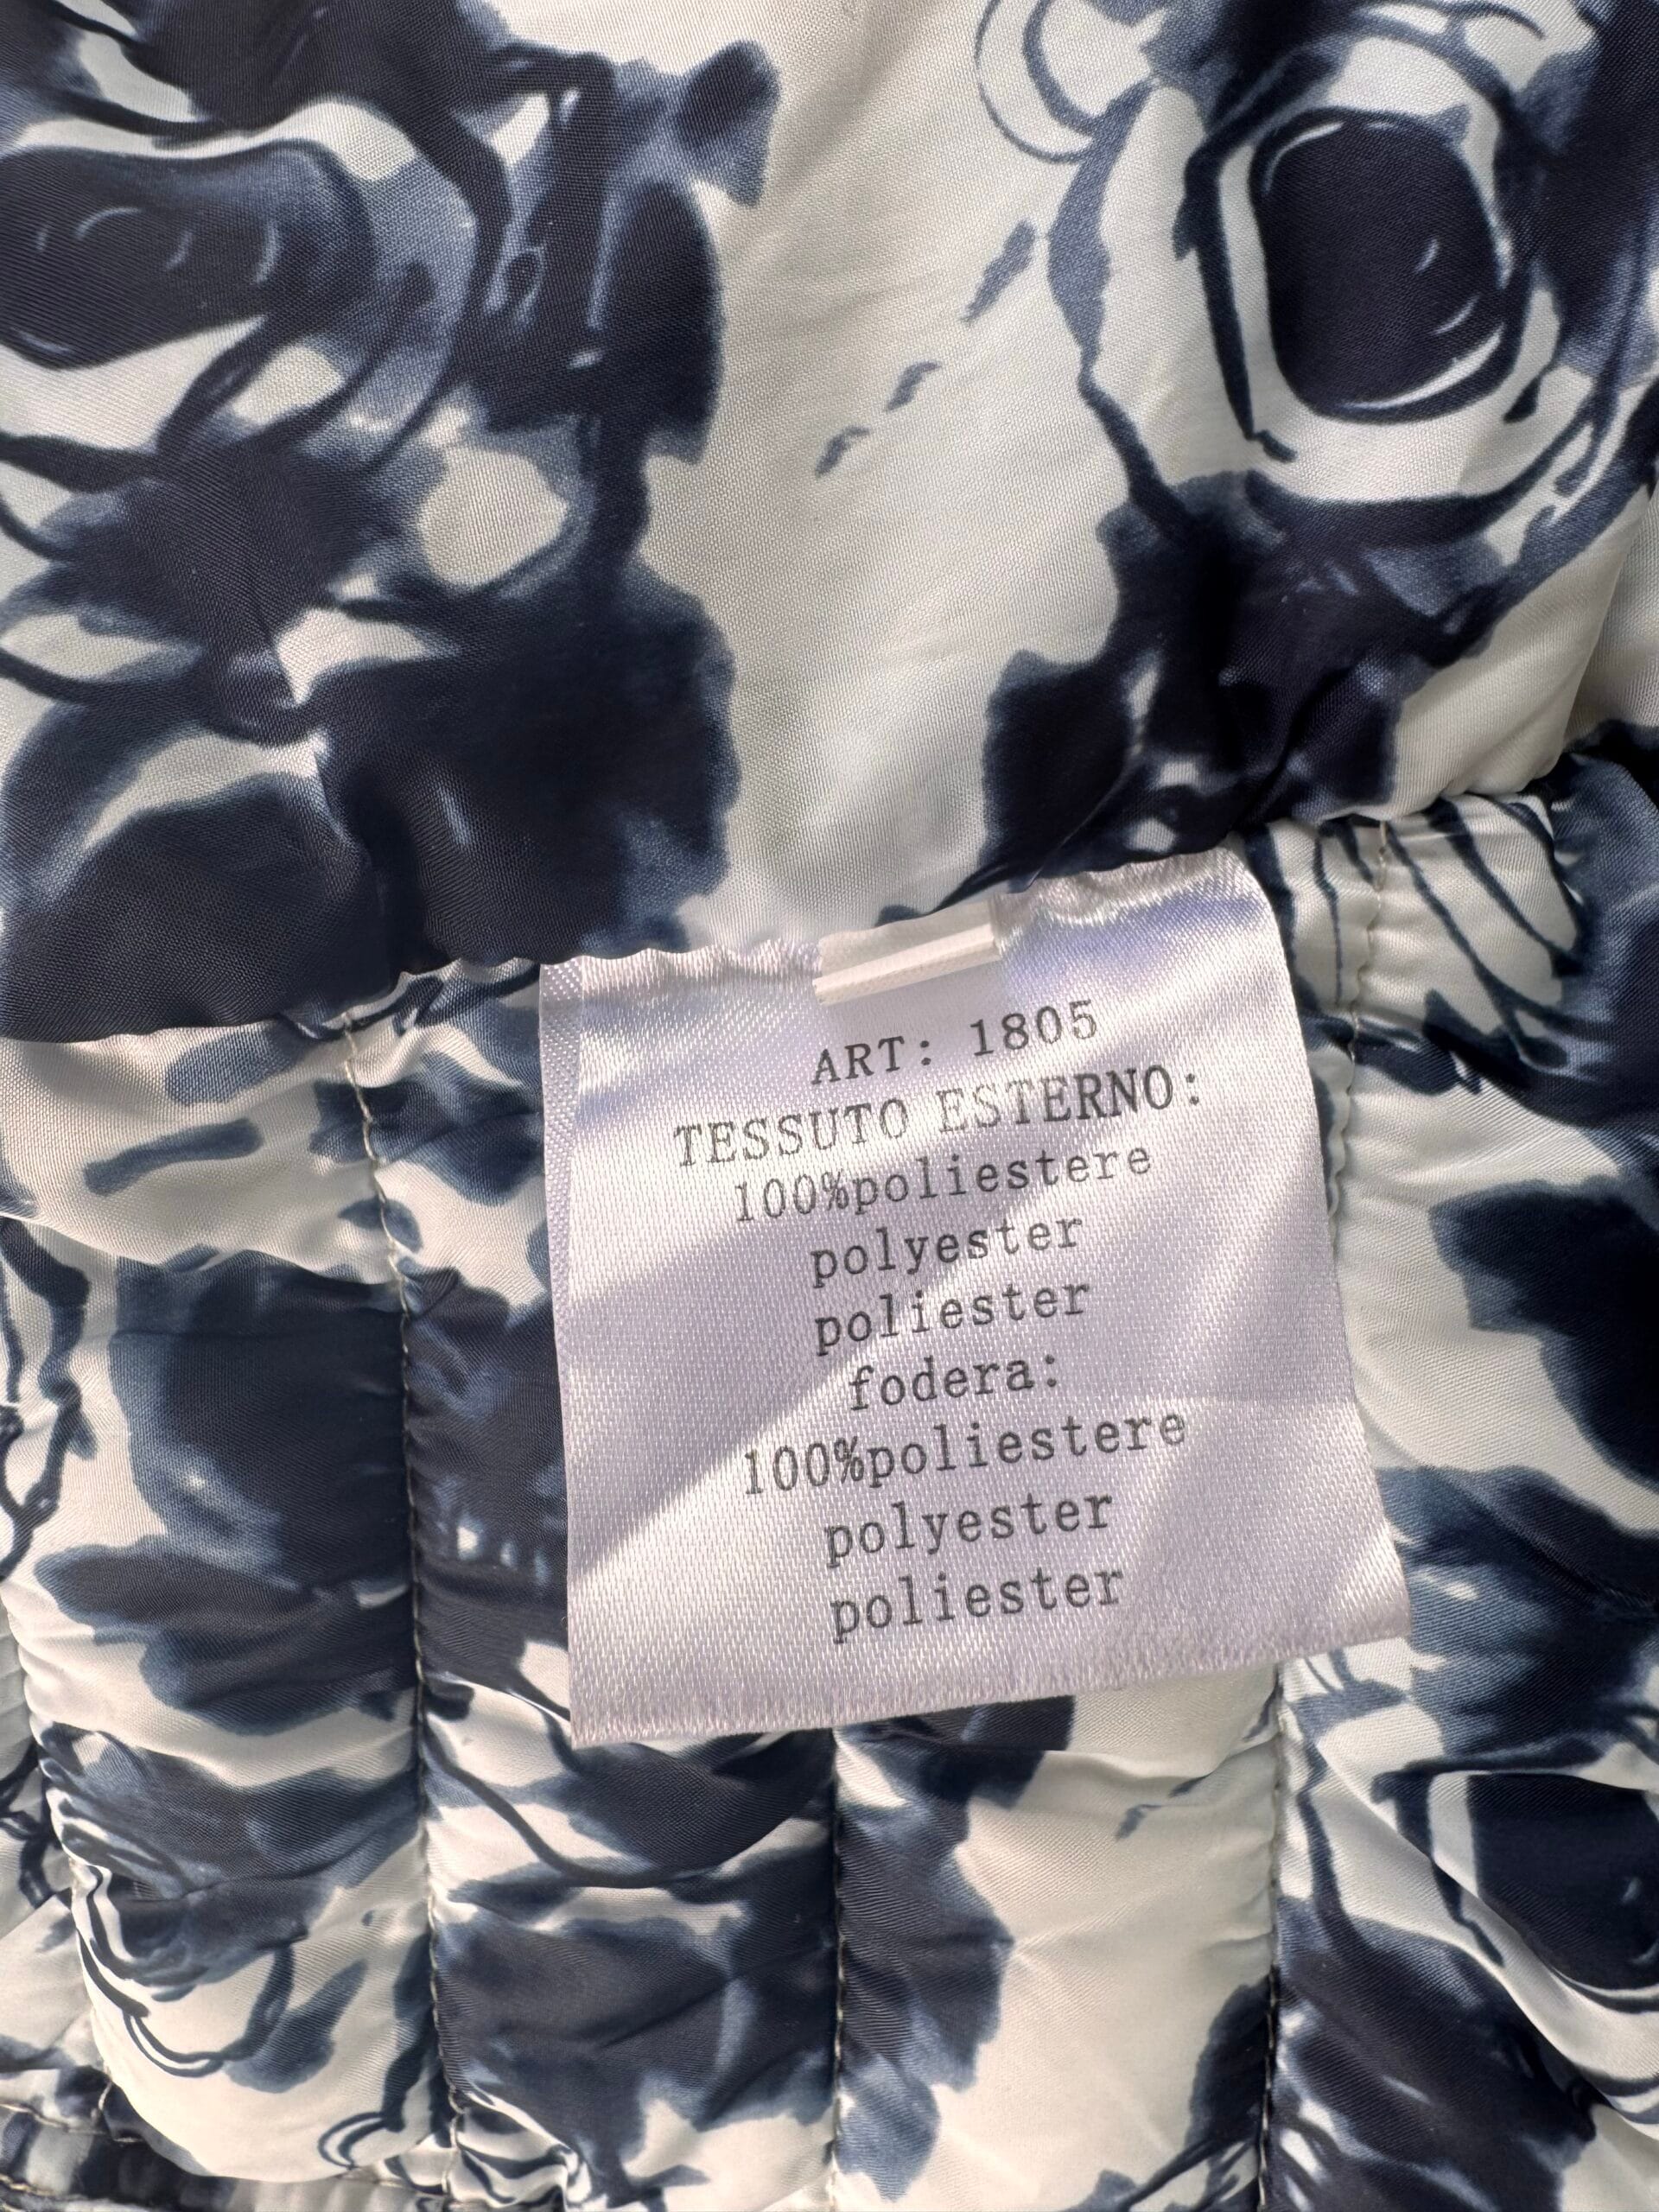 ART: 1805
TESSUTO ESTERNO:
100%poliestere
polyester
poliester
fodera:
100%poliestere
polyester
poliester